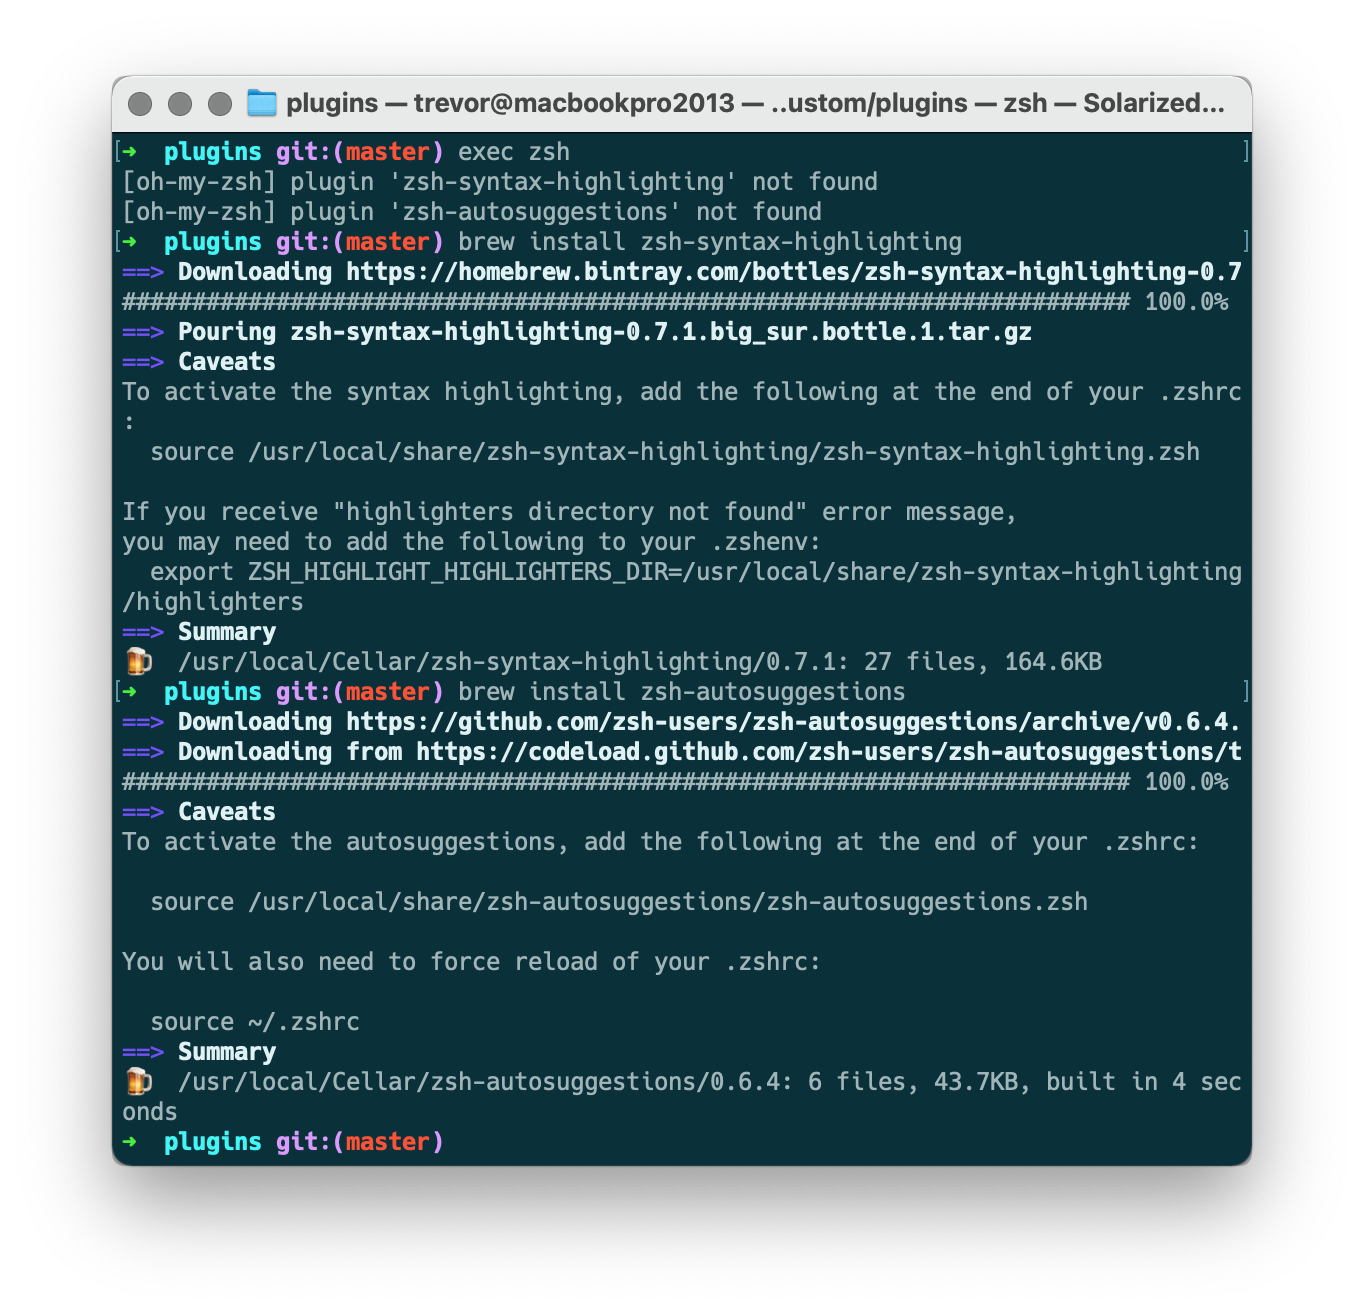 plugins — trevor@macbookpro2013 — ..ustom/plugins — zsh — Solarized...
[➜  plugins git:(master) exec zsh ]
[oh-my-zsh] plugin 'zsh-syntax-highlighting' not found
[oh-my-zsh] plugin 'zsh-autosuggestions' not found
[➜  plugins git:(master) brew install zsh-syntax-highlighting ]
==> Downloading https://homebrew.bintray.com/bottles/zsh-syntax-highlighting-0.7
######################################################################## 100.0%
==> Pouring zsh-syntax-highlighting-0.7.1.big_sur.bottle.1.tar.gz
==> Caveats
To activate the syntax highlighting, add the following at the end of your .zshrc
:
  source /usr/local/share/zsh-syntax-highlighting/zsh-syntax-highlighting.zsh
If you receive "highlighters directory not found" error message,
you may need to add the following to your .zshenv:
  export ZSH_HIGHLIGHT_HIGHLIGHTERS_DIR=/usr/local/share/zsh-syntax-highlighting
/highlighters
==> Summary
🍺  /usr/local/Cellar/zsh-syntax-highlighting/0.7.1: 27 files, 164.6KB
[➜  plugins git:(master) brew install zsh-autosuggestions ]
==> Downloading https://github.com/zsh-users/zsh-autosuggestions/archive/v0.6.4.
==> Downloading from https://codeload.github.com/zsh-users/zsh-autosuggestions/t
######################################################################## 100.0%
==> Caveats
To activate the autosuggestions, add the following at the end of your .zshrc:
  source /usr/local/share/zsh-autosuggestions/zsh-autosuggestions.zsh
You will also need to force reload of your .zshrc:
  source ~/.zshrc
==> Summary
🍺  /usr/local/Cellar/zsh-autosuggestions/0.6.4: 6 files, 43.7KB, built in 4 sec
onds
➜  plugins git:(master)